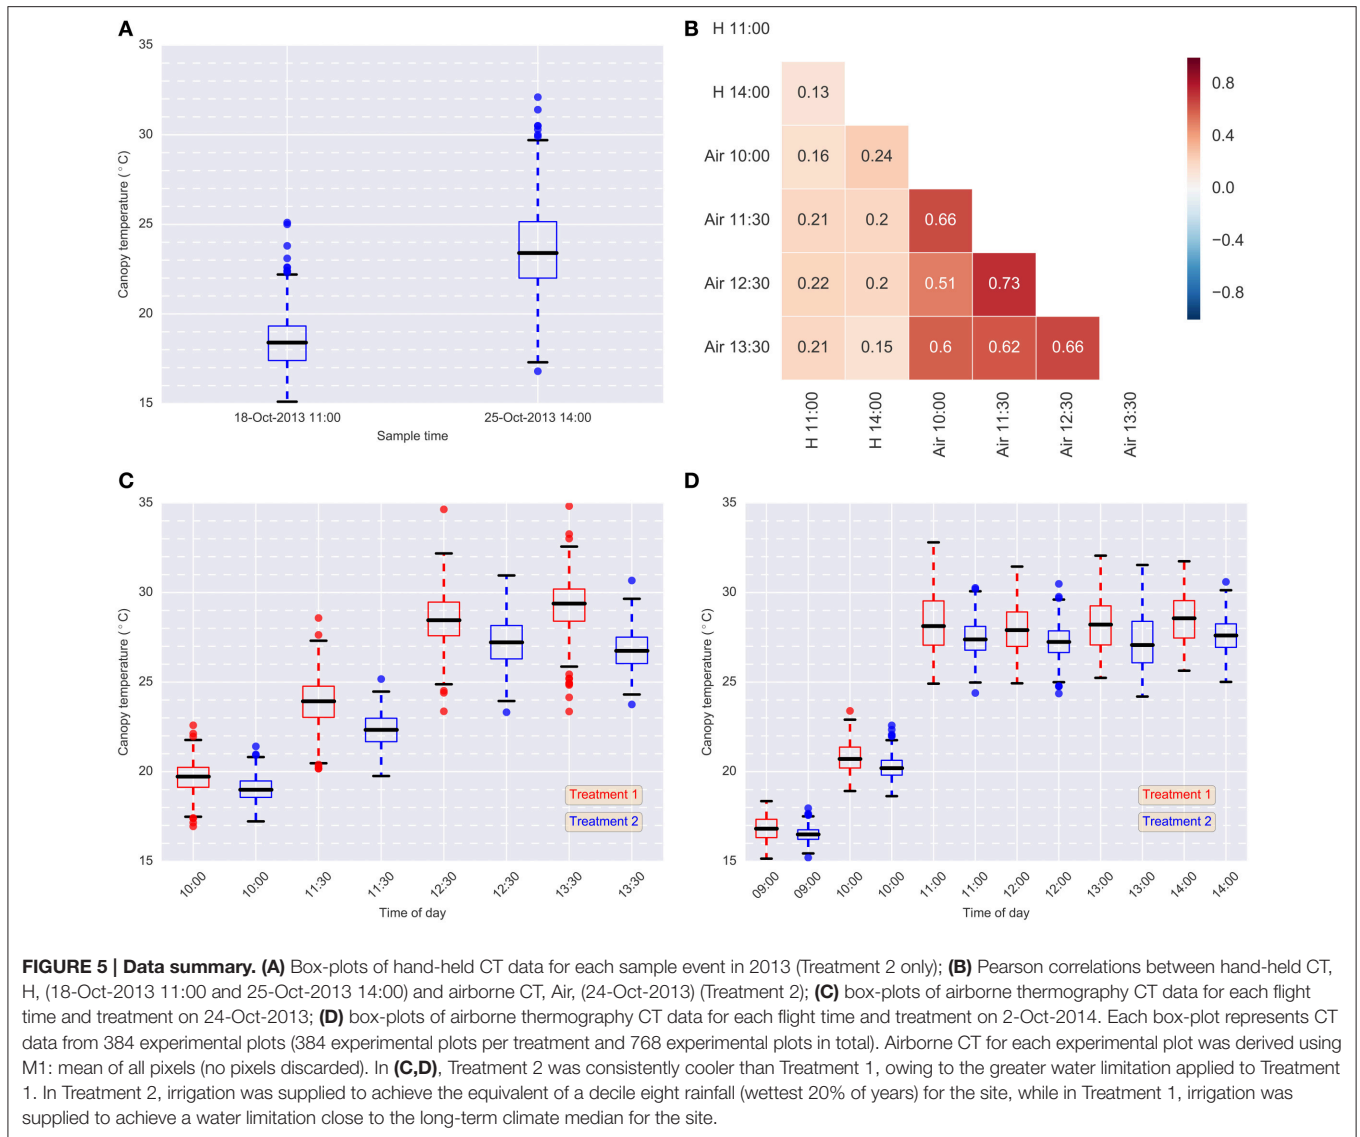 A
35
30
25
20
15
Canopy temperature (°C)
18-Oct-2013 11:00
25-Oct-2013 14:00
Sample time
B
H 11:00
H 14:00
0.13
Air 10:00
0.16
0.24
Air 11:30
0.21
0.2
0.66
Air 12:30
0.22
0.2
0.51
0.73
Air 13:30
0.21
0.15
0.6
0.62
0.66
H 11:00
H 14:00
Air 10:00
Air 11:30
Air 12:30
Air 13:30
0.8
0.4
0.0
−0.4
−0.8
C
35
30
25
20
15
Canopy temperature (°C)
Treatment 1
Treatment 2
10:00
10:00
11:30
11:30
12:30
12:30
13:30
13:30
Time of day
D
35
30
25
20
15
Canopy temperature (°C)
Treatment 1
Treatment 2
09:00
09:00
10:00
10:00
11:00
11:00
12:00
12:00
13:00
13:00
14:00
14:00
Time of day
FIGURE 5 | Data summary. (A) Box-plots of hand-held CT data for each sample event in 2013 (Treatment 2 only); (B) Pearson correlations between hand-held CT,
H, (18-Oct-2013 11:00 and 25-Oct-2013 14:00) and airborne CT, Air, (24-Oct-2013) (Treatment 2); (C) box-plots of airborne thermography CT data for each flight
time and treatment on 24-Oct-2013; (D) box-plots of airborne thermography CT data for each flight time and treatment on 2-Oct-2014. Each box-plot represents CT
data from 384 experimental plots (384 experimental plots per treatment and 768 experimental plots in total). Airborne CT for each experimental plot was derived using
M1: mean of all pixels (no pixels discarded). In (C,D), Treatment 2 was consistently cooler than Treatment 1, owing to the greater water limitation applied to Treatment
1. In Treatment 2, irrigation was supplied to achieve the equivalent of a decile eight rainfall (wettest 20% of years) for the site, while in Treatment 1, irrigation was
supplied to achieve a water limitation close to the long-term climate median for the site.